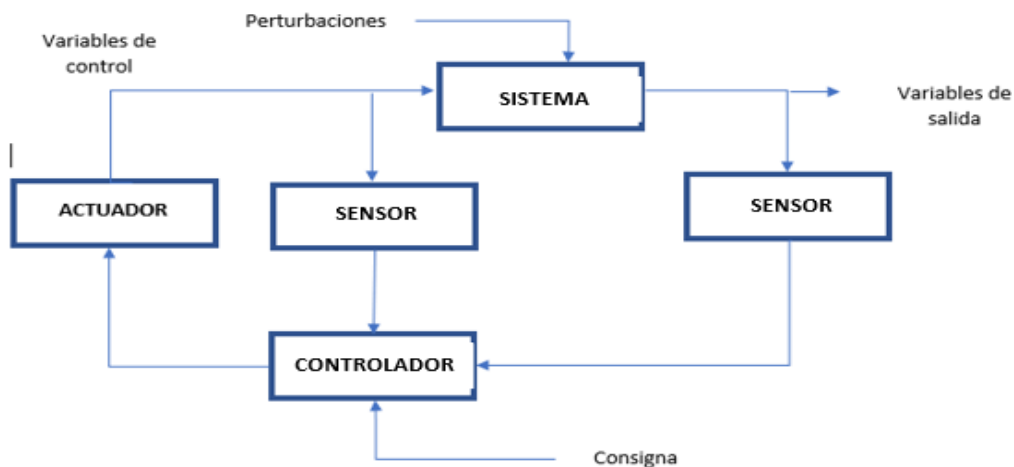 Perturbaciones
Variables de
control
SISTEMA
Variables de
salida
ACTUADOR
SENSOR
SENSOR
CONTROLADOR
Consigna